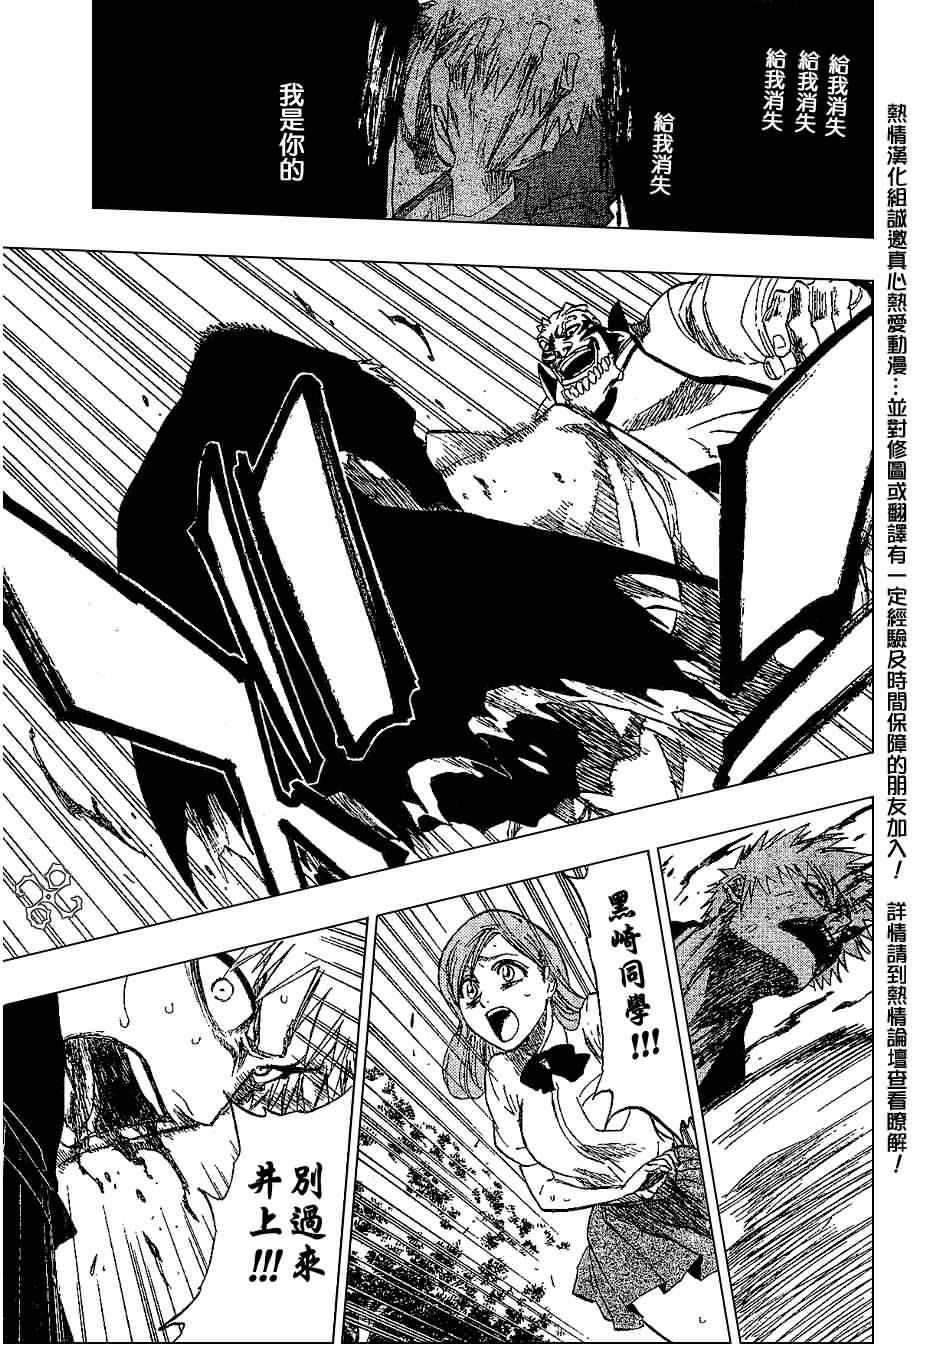 給我消失
給我消失
給我消失
給我消失
我是你的
黑崎同學!!!
別過來
井上!!!
熱情漢化組誠邀真心熱愛動漫…並對修圖或翻譯有一定經驗及時間保障的朋友加入! 詳情請到熱情論壇查看瞭解!